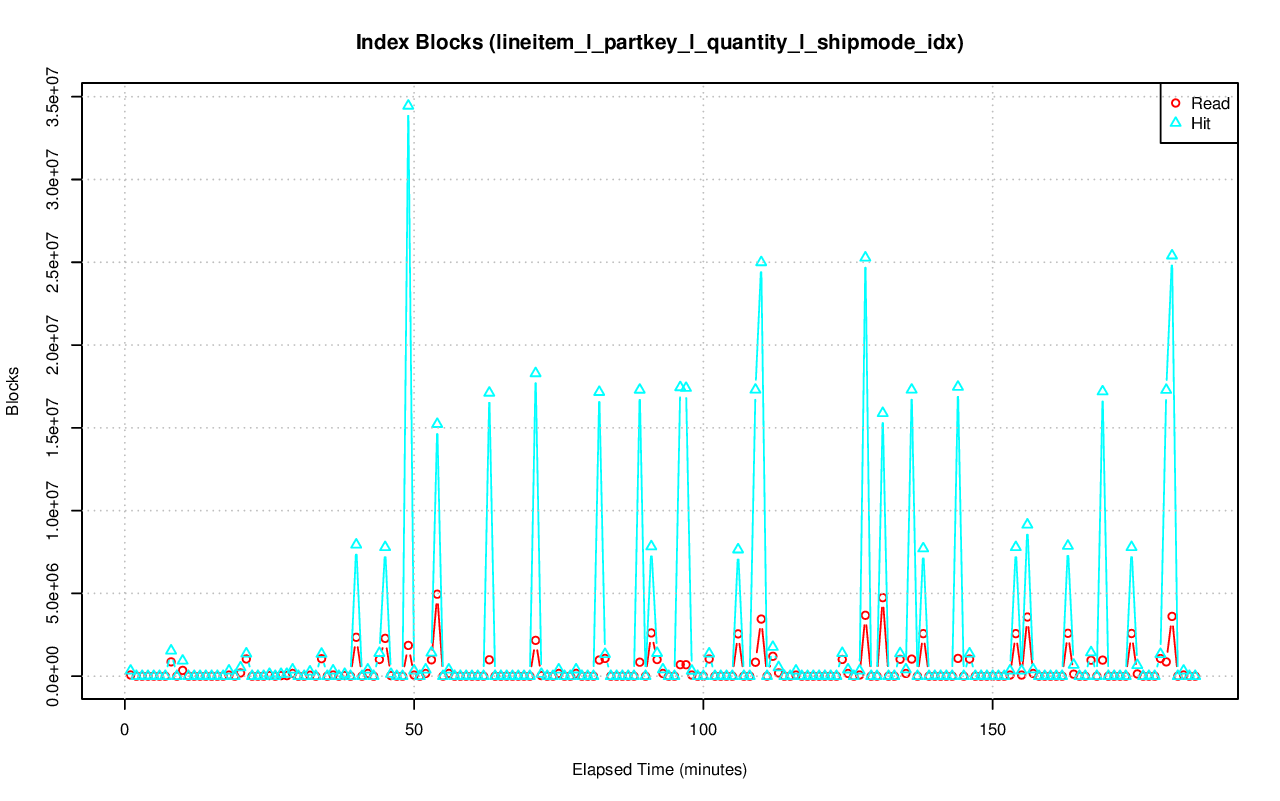 Index Blocks (lineitem_l_partkey_l_quantity_l_shipmode_idx)
Read
Hit
3.5e+07
3.0e+07
2.5e+07
2.0e+07
1.5e+07
1.0e+07
5.0e+06
0.0e+00
Blocks
0
50
100
150
Elapsed Time (minutes)